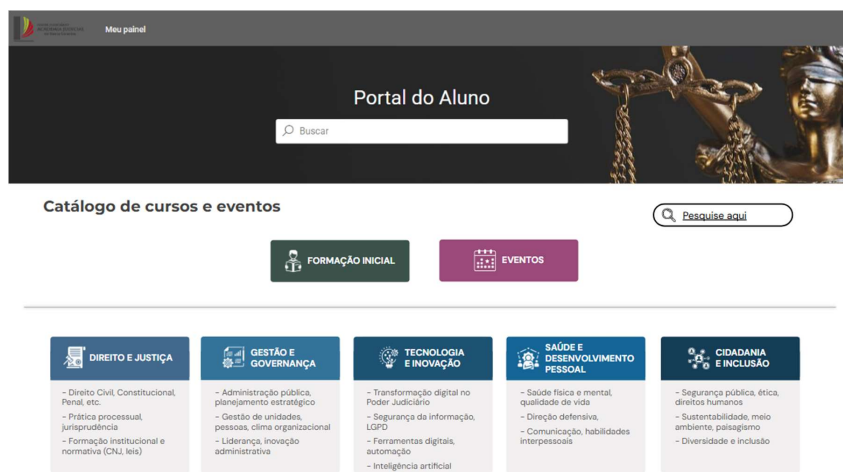 Meu painel
Portal do Aluno
Buscar
Catálogo de cursos e eventos
Pesquise aqui
FORMAÇÃO INICIAL
EVENTOS
DIREITO E JUSTIÇA
- Direito Civil, Constitucional,
Penal, etc.
- Prática processual,
jurisprudência
- Formação institucional e
normativa (CNJ, leis)
GESTÃO E
GOVERNANÇA
- Administração pública,
planejamento estratégico
- Gestão de unidades,
pessoas, clima organizacional
- Liderança, inovação
administrativa
TECNOLOGIA
E INOVAÇÃO
- Transformação digital no
Poder Judiciário
- Segurança da informação,
LGPD
- Ferramentas digitais,
automação
- Inteligência artificial
SAÚDE E
DESENVOLVIMENTO
PESSOAL
- Saúde física e mental,
qualidade de vida
- Direção defensiva,
- Comunicação, habilidades
interpessoais
CIDADANIA
E INCLUSÃO
- Segurança pública, ética,
direitos humanos
- Sustentabilidade, meio
ambiente, paisagismo
- Diversidade e inclusão